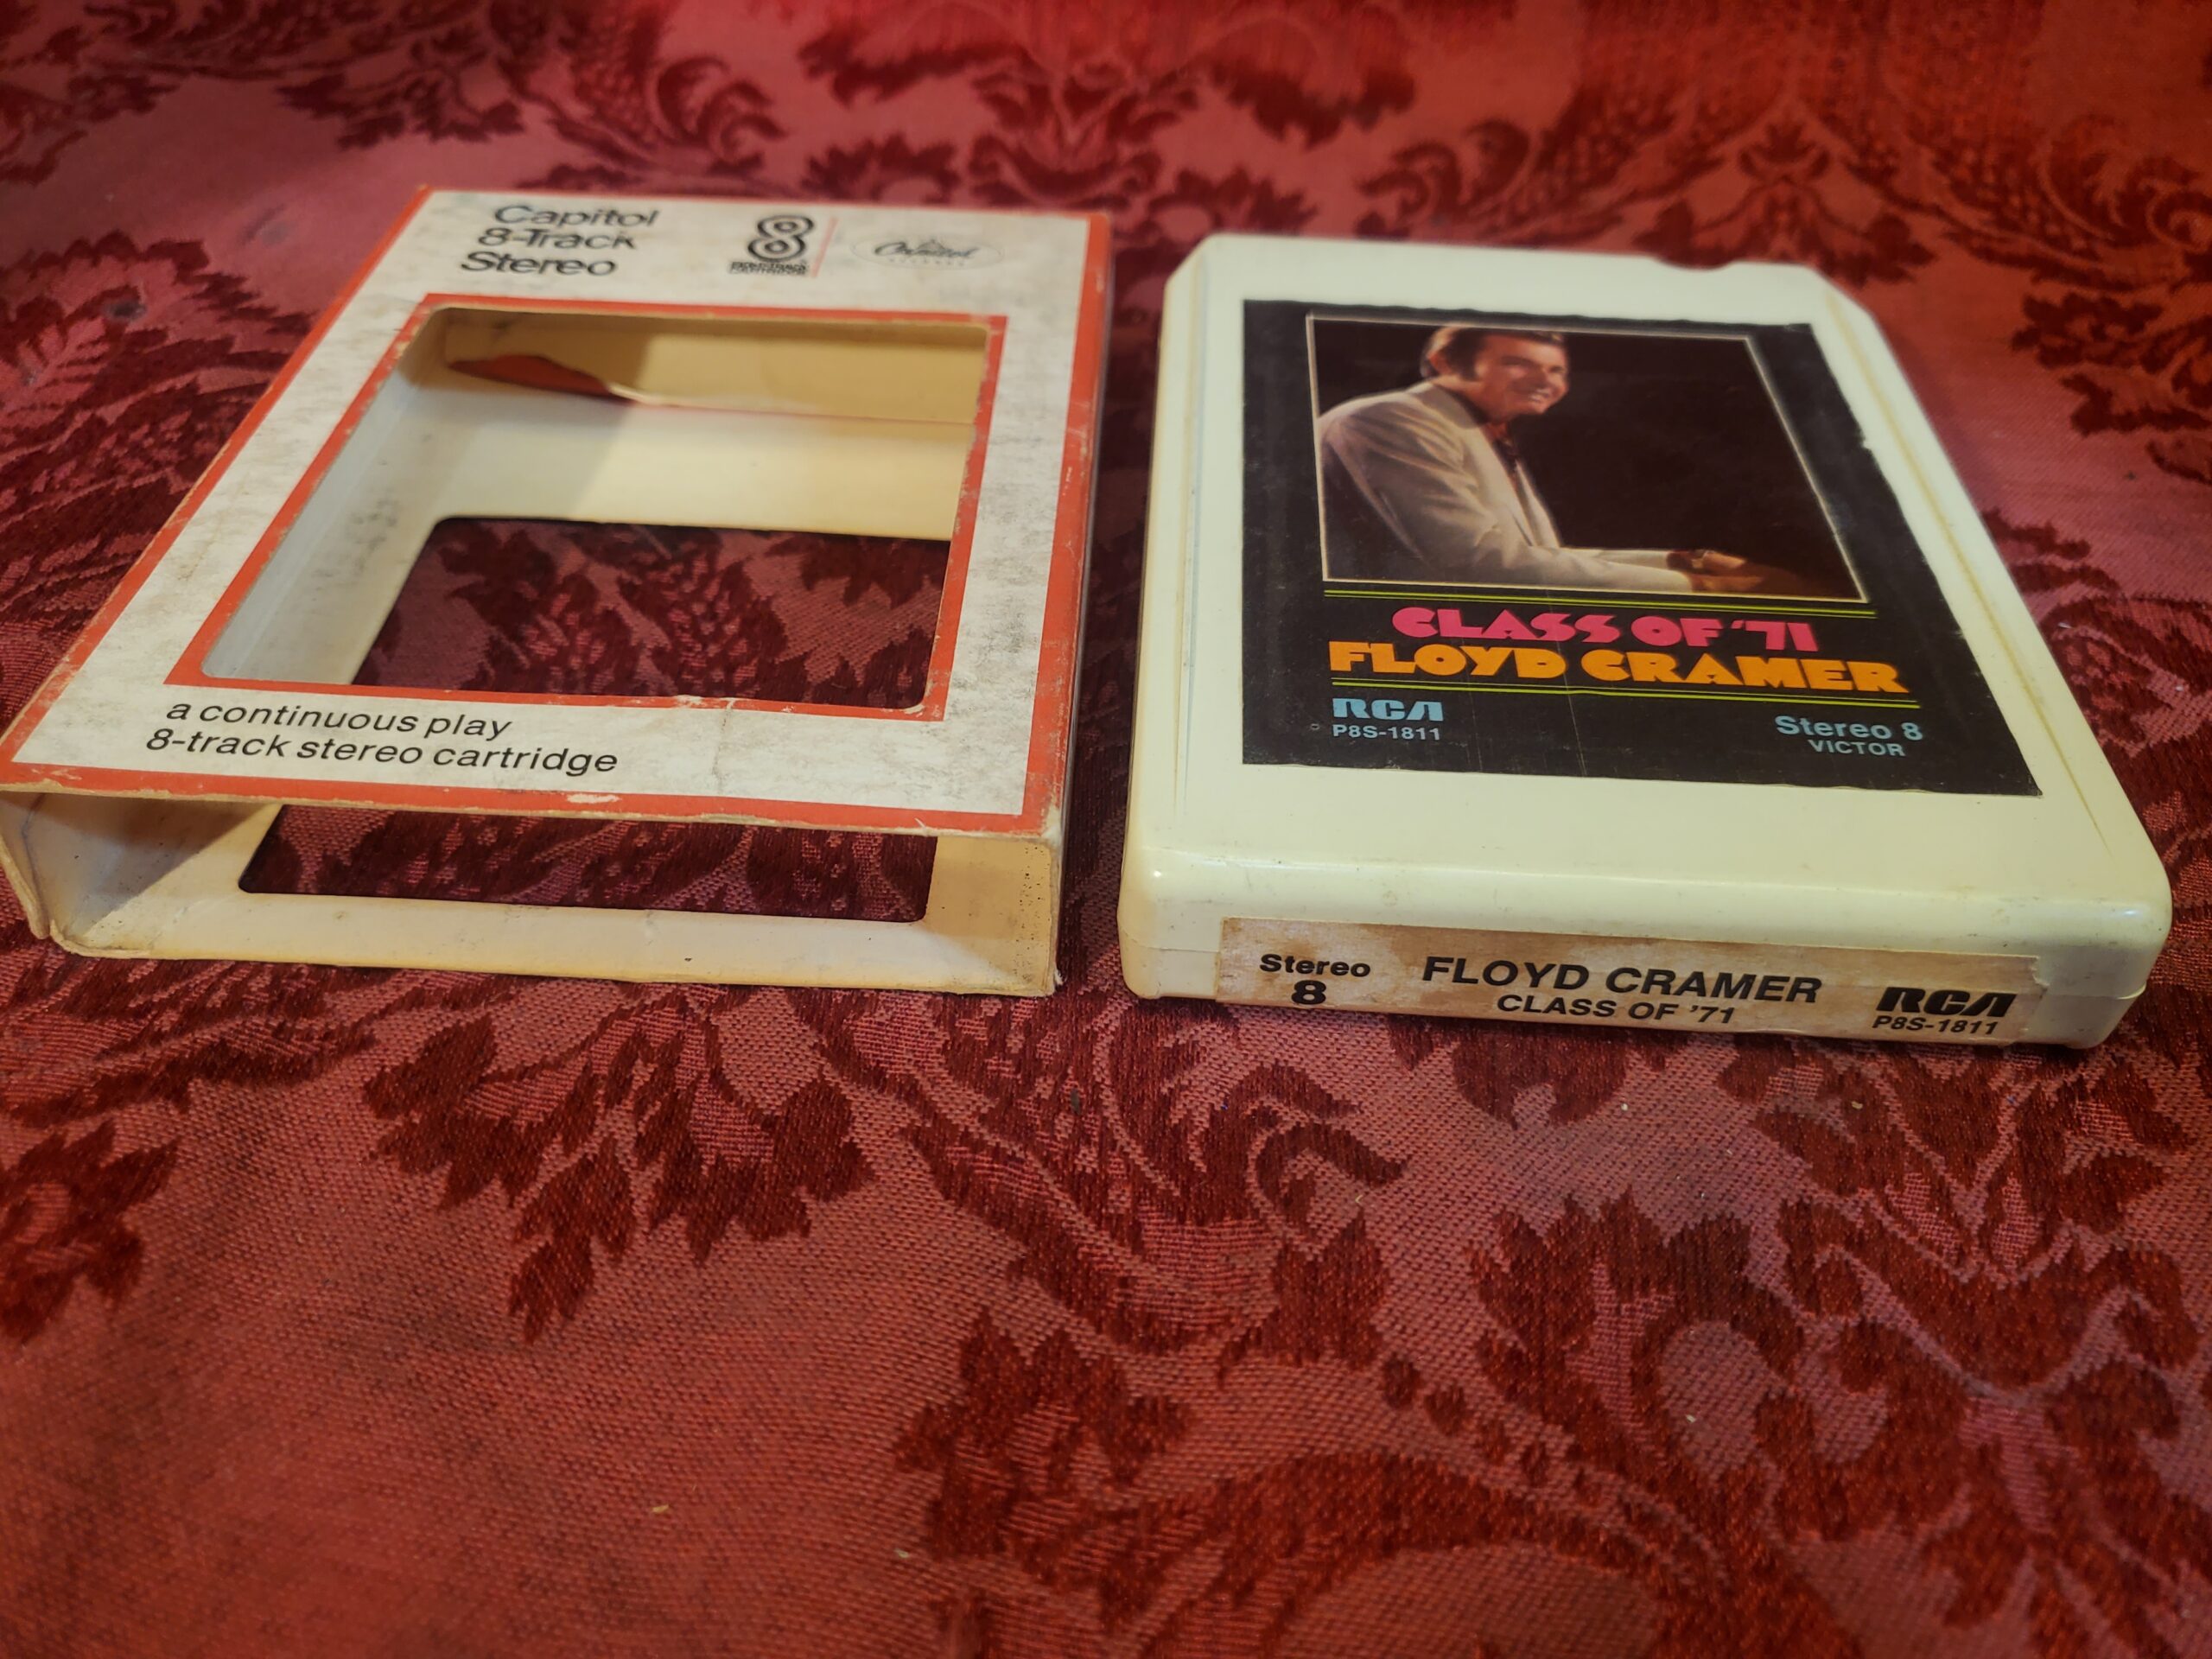 Capitol
8-Track
Stereo
8
Capitol
a continuous play
8-track stereo cartridge
CLASS OF '71
FLOYD CRAMER
RCA
P8S-1811
Stereo 8
VICTOR
Stereo
8
FLOYD CRAMER
CLASS OF '71
RCA
P8S-1811